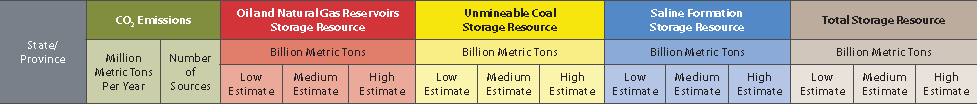 State/
Province
CO2 Emissions
Million
Metric Tons
Per Year
Number
of
Sources
Oil and Natural Gas Reservoirs
Storage Resource
Billion Metric Tons
Low
Estimate
Medium
Estimate
High
Estimate
Unmineable Coal
Storage Resource
Billion Metric Tons
Low
Estimate
Medium
Estimate
High
Estimate
Saline Formation
Storage Resource
Billion Metric Tons
Low
Estimate
Medium
Estimate
High
Estimate
Total Storage Resource
Billion Metric Tons
Low
Estimate
Medium
Estimate
High
Estimate